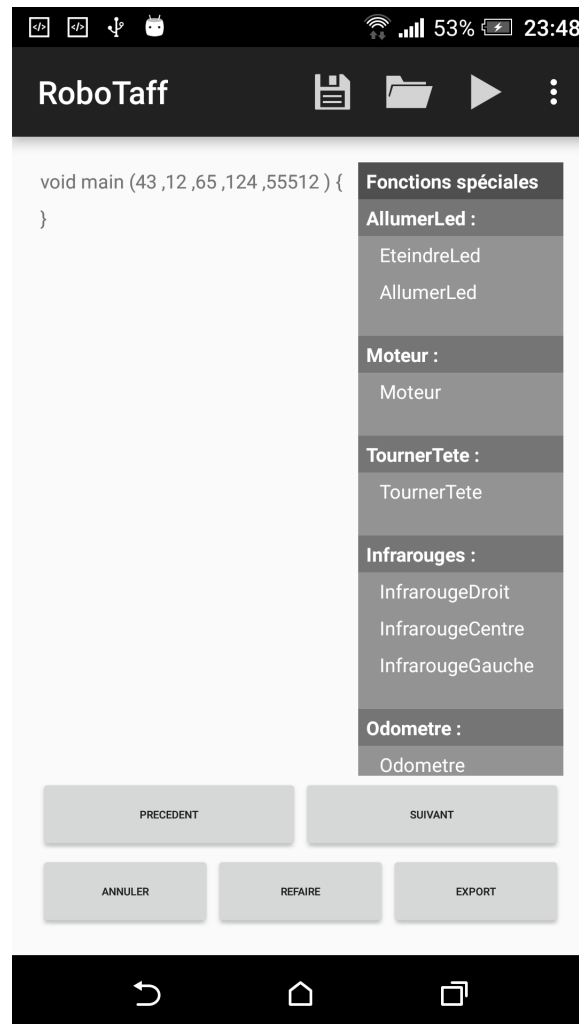 53% 23:48
RoboTaff
void main (43 ,12 ,65 ,124 ,55512 ) {
}
Fonctions spéciales
AllumerLed :
EteindreLed
AllumerLed
Moteur :
Moteur
TournerTete :
TournerTete
Infrarouges :
InfrarougeDroit
InfrarougeCentre
InfrarougeGauche
Odometre :
Odometre
PRECEDENT SUIVANT
ANNULER REFAIRE EXPORT